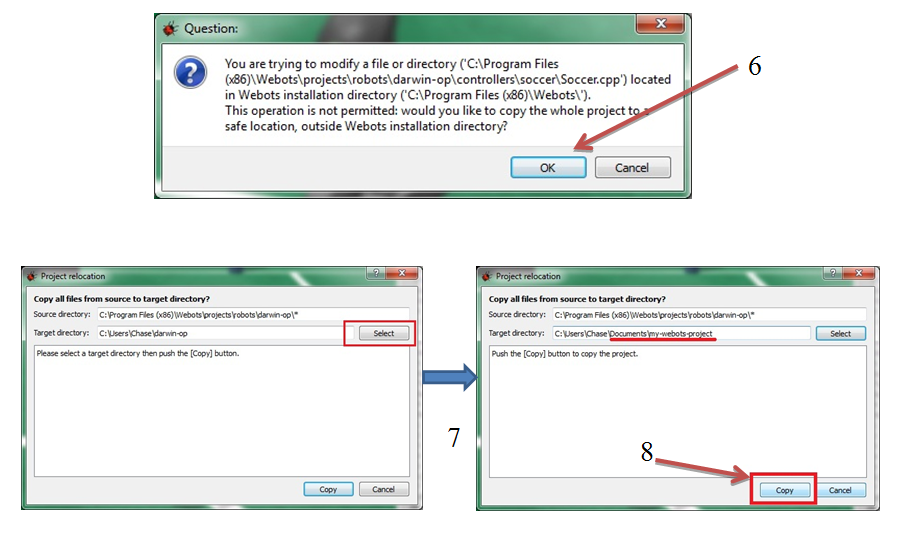 Question:
You are trying to modify a file or directory ('C:\Program Files
(x86)\Webots\projects\robots\darwin-op\controllers\soccer\Soccer.cpp') located
in Webots installation directory ('C:\Program Files (x86)\Webots\').
This operation is not permitted: would you like to copy the whole project to a
safe location, outside Webots installation directory?
OK
Cancel
6
Project relocation
Copy all files from source to target directory?
Source directory: C:\Program Files (x86)\Webots\projects\robots\darwin-op\*
Target directory: C:\Users\Chase\darwin-op
Select
Please select a target directory then push the [Copy] button.
Copy
Cancel
7
Project relocation
Copy all files from source to target directory?
Source directory: C:\Program Files (x86)\Webots\projects\robots\darwin-op\*
Target directory: C:\Users\Chase\Documents\my-webots-project
Select
Push the [Copy] button to copy the project.
8
Copy
Cancel